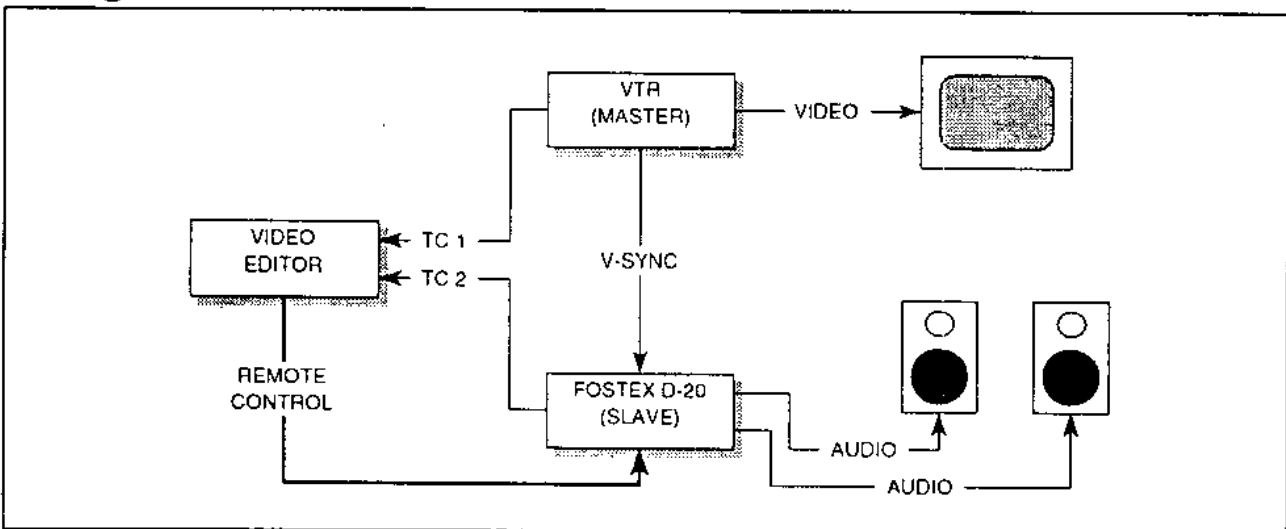 VTR
(MASTER)
VIDEO
VIDEO
EDITOR
TC 1
TC 2
V-SYNC
REMOTE
CONTROL
FOSTEX D-20
(SLAVE)
AUDIO
AUDIO